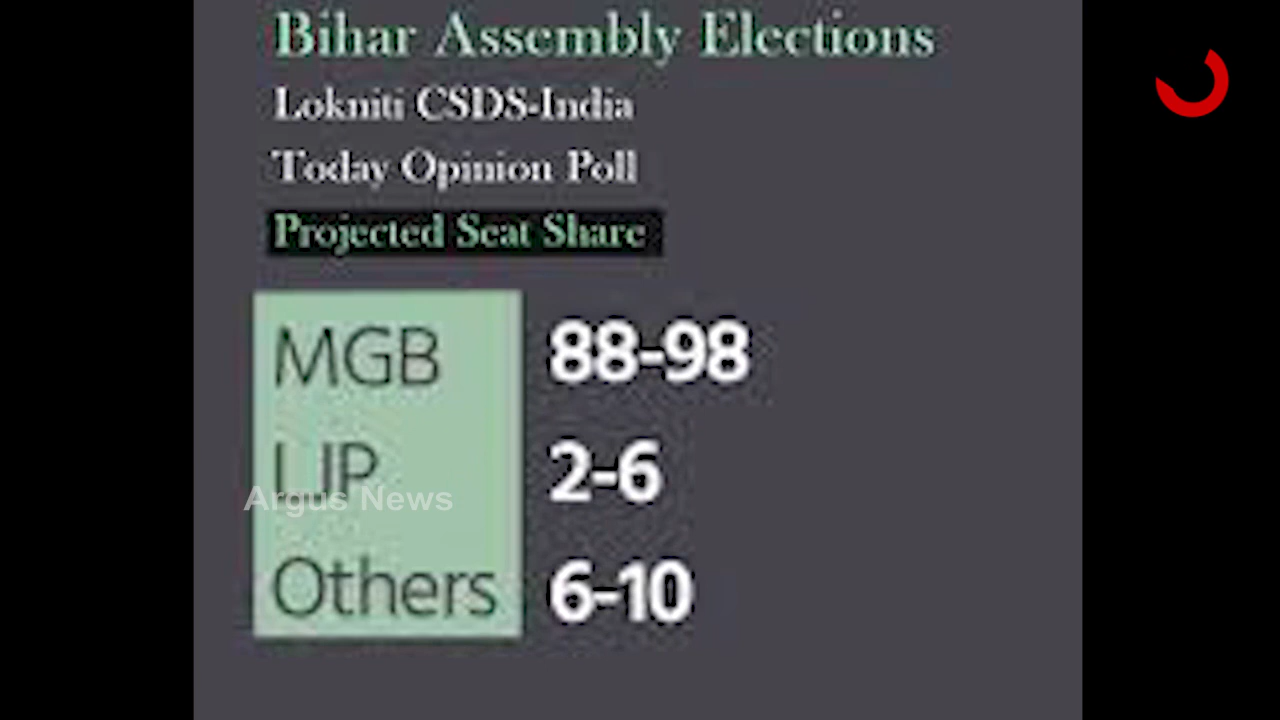 Bihar Assembly Elections
Lokniti CSDS-India
Today Opinion Poll
Projected Seat Share
MGB 88-98
LJP 2-6
Argus News
Others 6-10